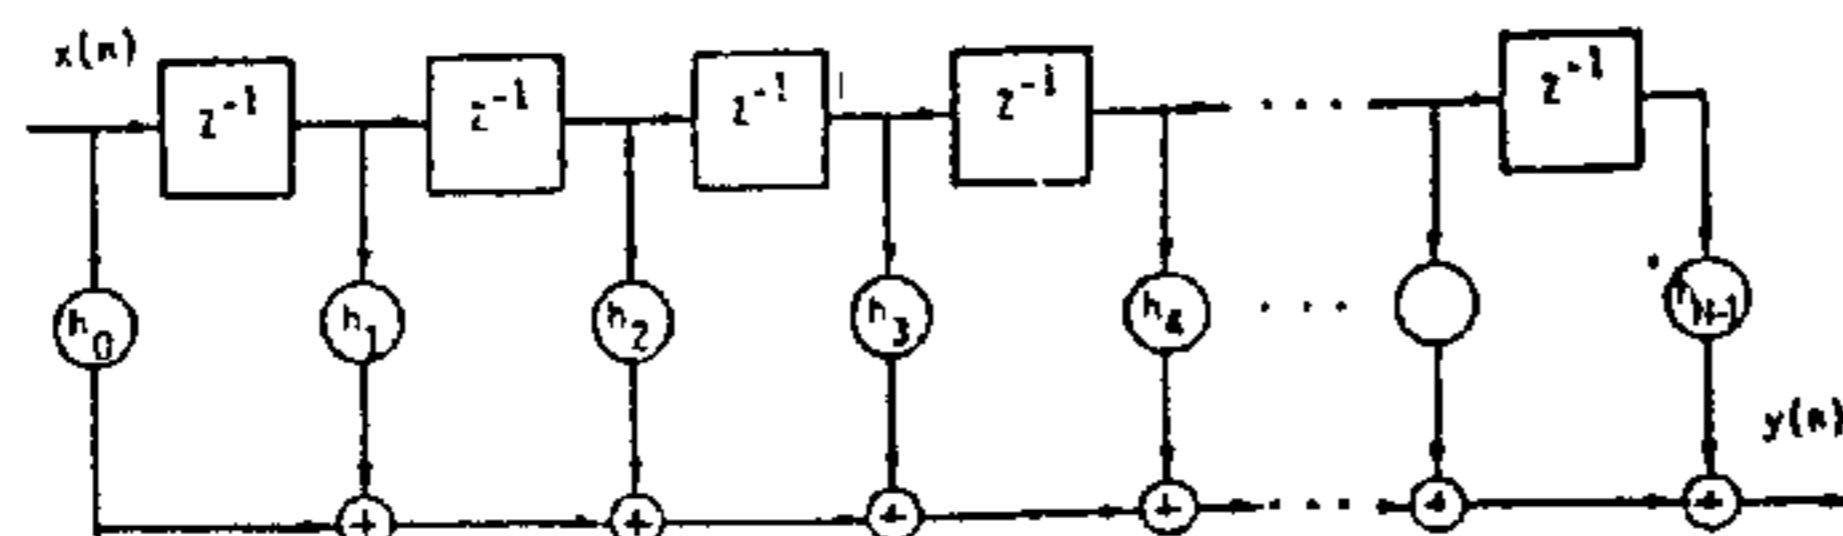 x(n)
z⁻¹ z⁻¹ z⁻¹ z⁻¹ · · · z⁻¹
h₀ h₁ h₂ h₃ h₄ · · · hN-1
y(n)
+ + + + · · · + +